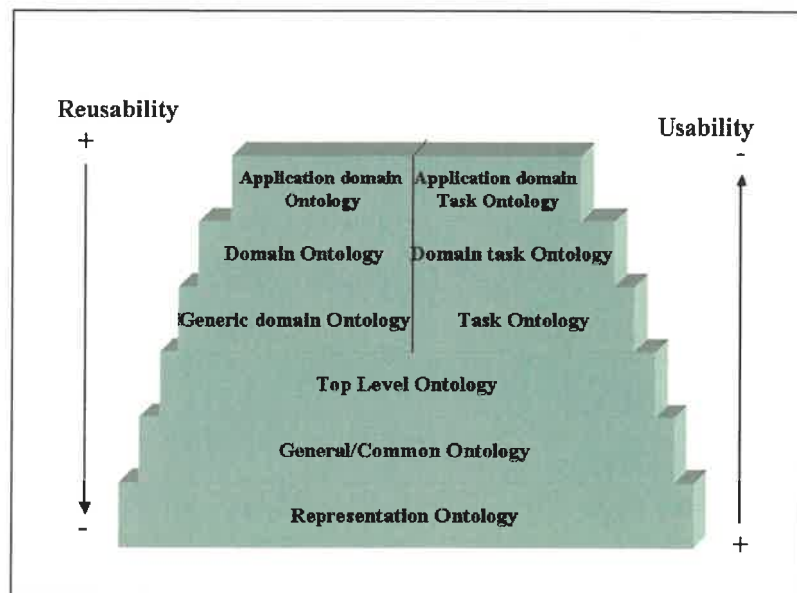 Reusability
+
Usability
-
Application domain
Ontology
Application domain
Task Ontology
Domain Ontology
Domain task Ontology
Generic domain Ontology
Task Ontology
Top Level Ontology
General/Common Ontology
Representation Ontology
-
+